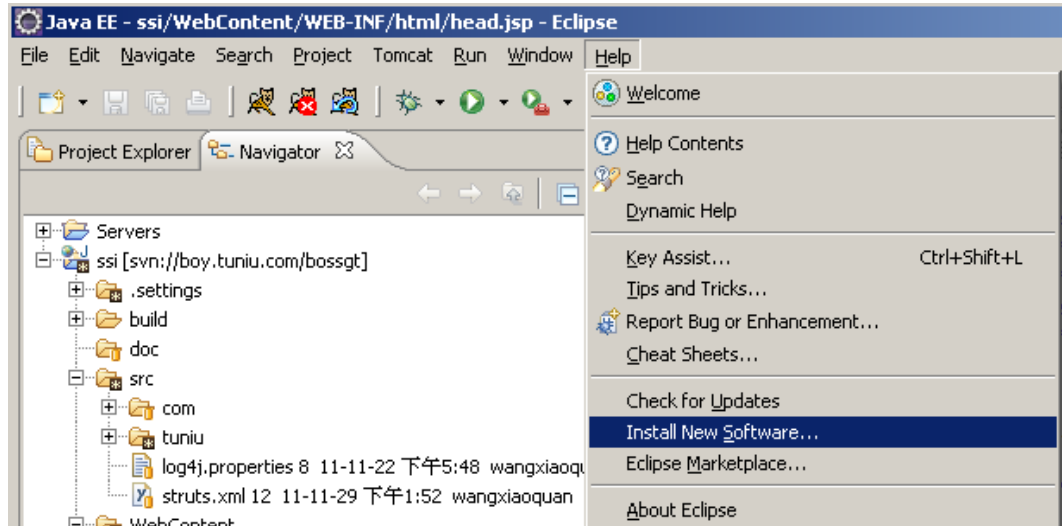 Java EE - ssi/WebContent/WEB-INF/html/head.jsp - Eclipse
File Edit Navigate Search Project Tomcat Run Window Help
Project Explorer Navigator
Servers
ssi [svn://boy.tuniu.com/bossgt]
.settings
build
doc
src
com
tuniu
log4j.properties 8 11-11-22 下午5:48
struts.xml 12 11-11-29 下午1:52 wangxiaoquan
WebContent
Welcome
Help Contents
Search
Dynamic Help
Key Assist... Ctrl+Shift+L
Tips and Tricks...
Report Bug or Enhancement...
Cheat Sheets...
Check for Updates
Install New Software...
Eclipse Marketplace...
About Eclipse